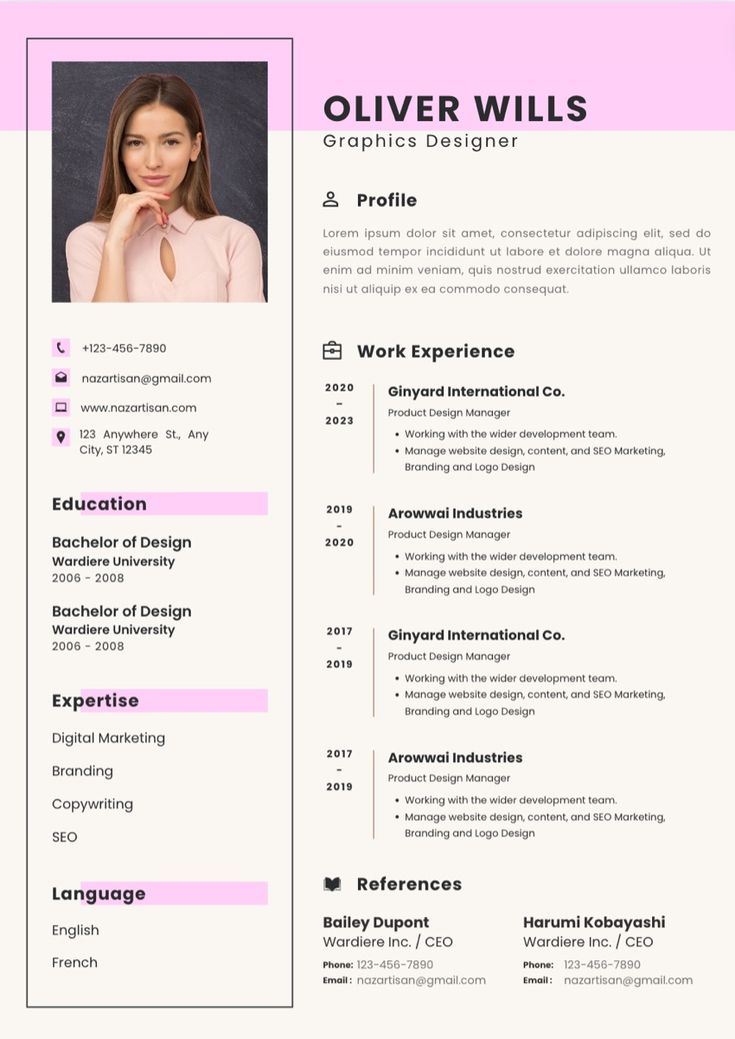 OLIVER WILLS
Graphics Designer
+123-456-7890
nazartisan@gmail.com
www.nazartisan.com
123 Anywhere St., Any
City, ST 12345
Education
Bachelor of Design
Wardiere University
2006 - 2008
Bachelor of Design
Wardiere University
2006 - 2008
Expertise
Digital Marketing
Branding
Copywriting
SEO
Language
English
French
Profile
Lorem ipsum dolor sit amet, consectetur adipiscing elit, sed do
eiusmod tempor incididunt ut labore et dolore magna aliqua. Ut
enim ad minim veniam, quis nostrud exercitation ullamco laboris
nisi ut aliquip ex ea commodo consequat.
Work Experience
2020
-
2023
Ginyard International Co.
Product Design Manager
• Working with the wider development team.
• Manage website design, content, and SEO Marketing,
Branding and Logo Design
2019
-
2020
Arowwai Industries
Product Design Manager
• Working with the wider development team.
• Manage website design, content, and SEO Marketing,
Branding and Logo Design
2017
-
2019
Ginyard International Co.
Product Design Manager
• Working with the wider development team.
• Manage website design, content, and SEO Marketing,
Branding and Logo Design
2017
-
2019
Arowwai Industries
Product Design Manager
• Working with the wider development team.
• Manage website design, content, and SEO Marketing,
Branding and Logo Design
References
Bailey Dupont
Wardiere Inc. / CEO
Phone: 123-456-7890
Email : nazartisan@gmail.com
Harumi Kobayashi
Wardiere Inc. / CEO
Phone: 123-456-7890
Email : nazartisan@gmail.com